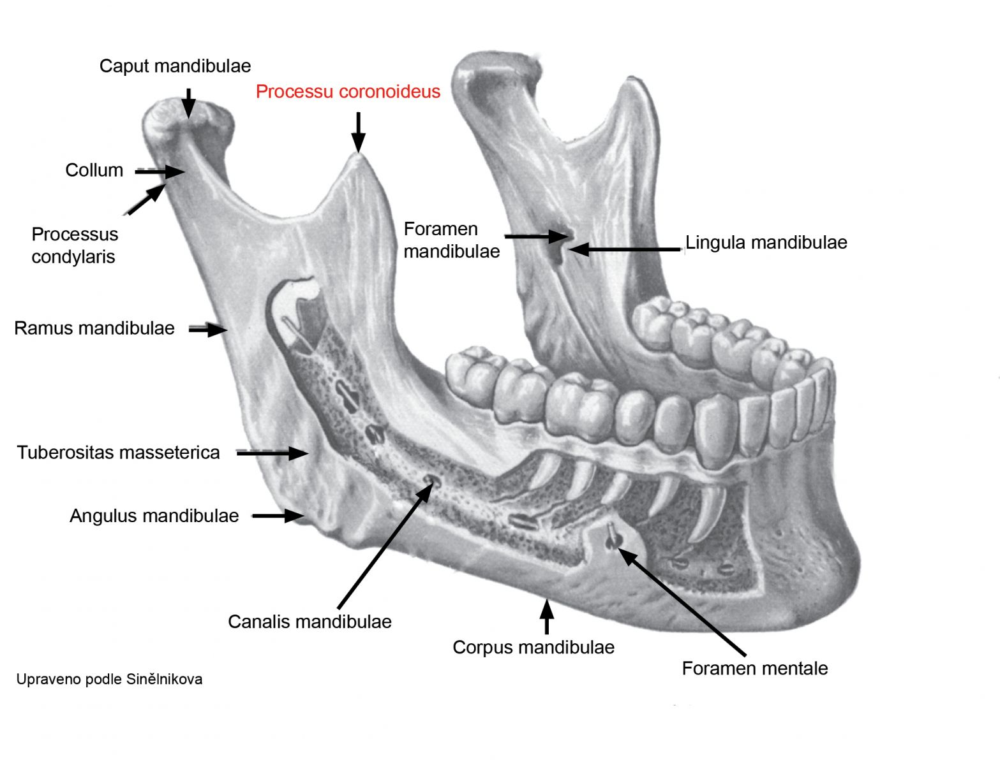 Caput mandibulae
Processu coronoideus
Collum
Processus
condylaris
Foramen
mandibulae
Lingula mandibulae
Ramus mandibulae
Tuberositas masseterica
Angulus mandibulae
Canalis mandibulae
Corpus mandibulae
Foramen mentale
Upraveno podle Sinělnikova